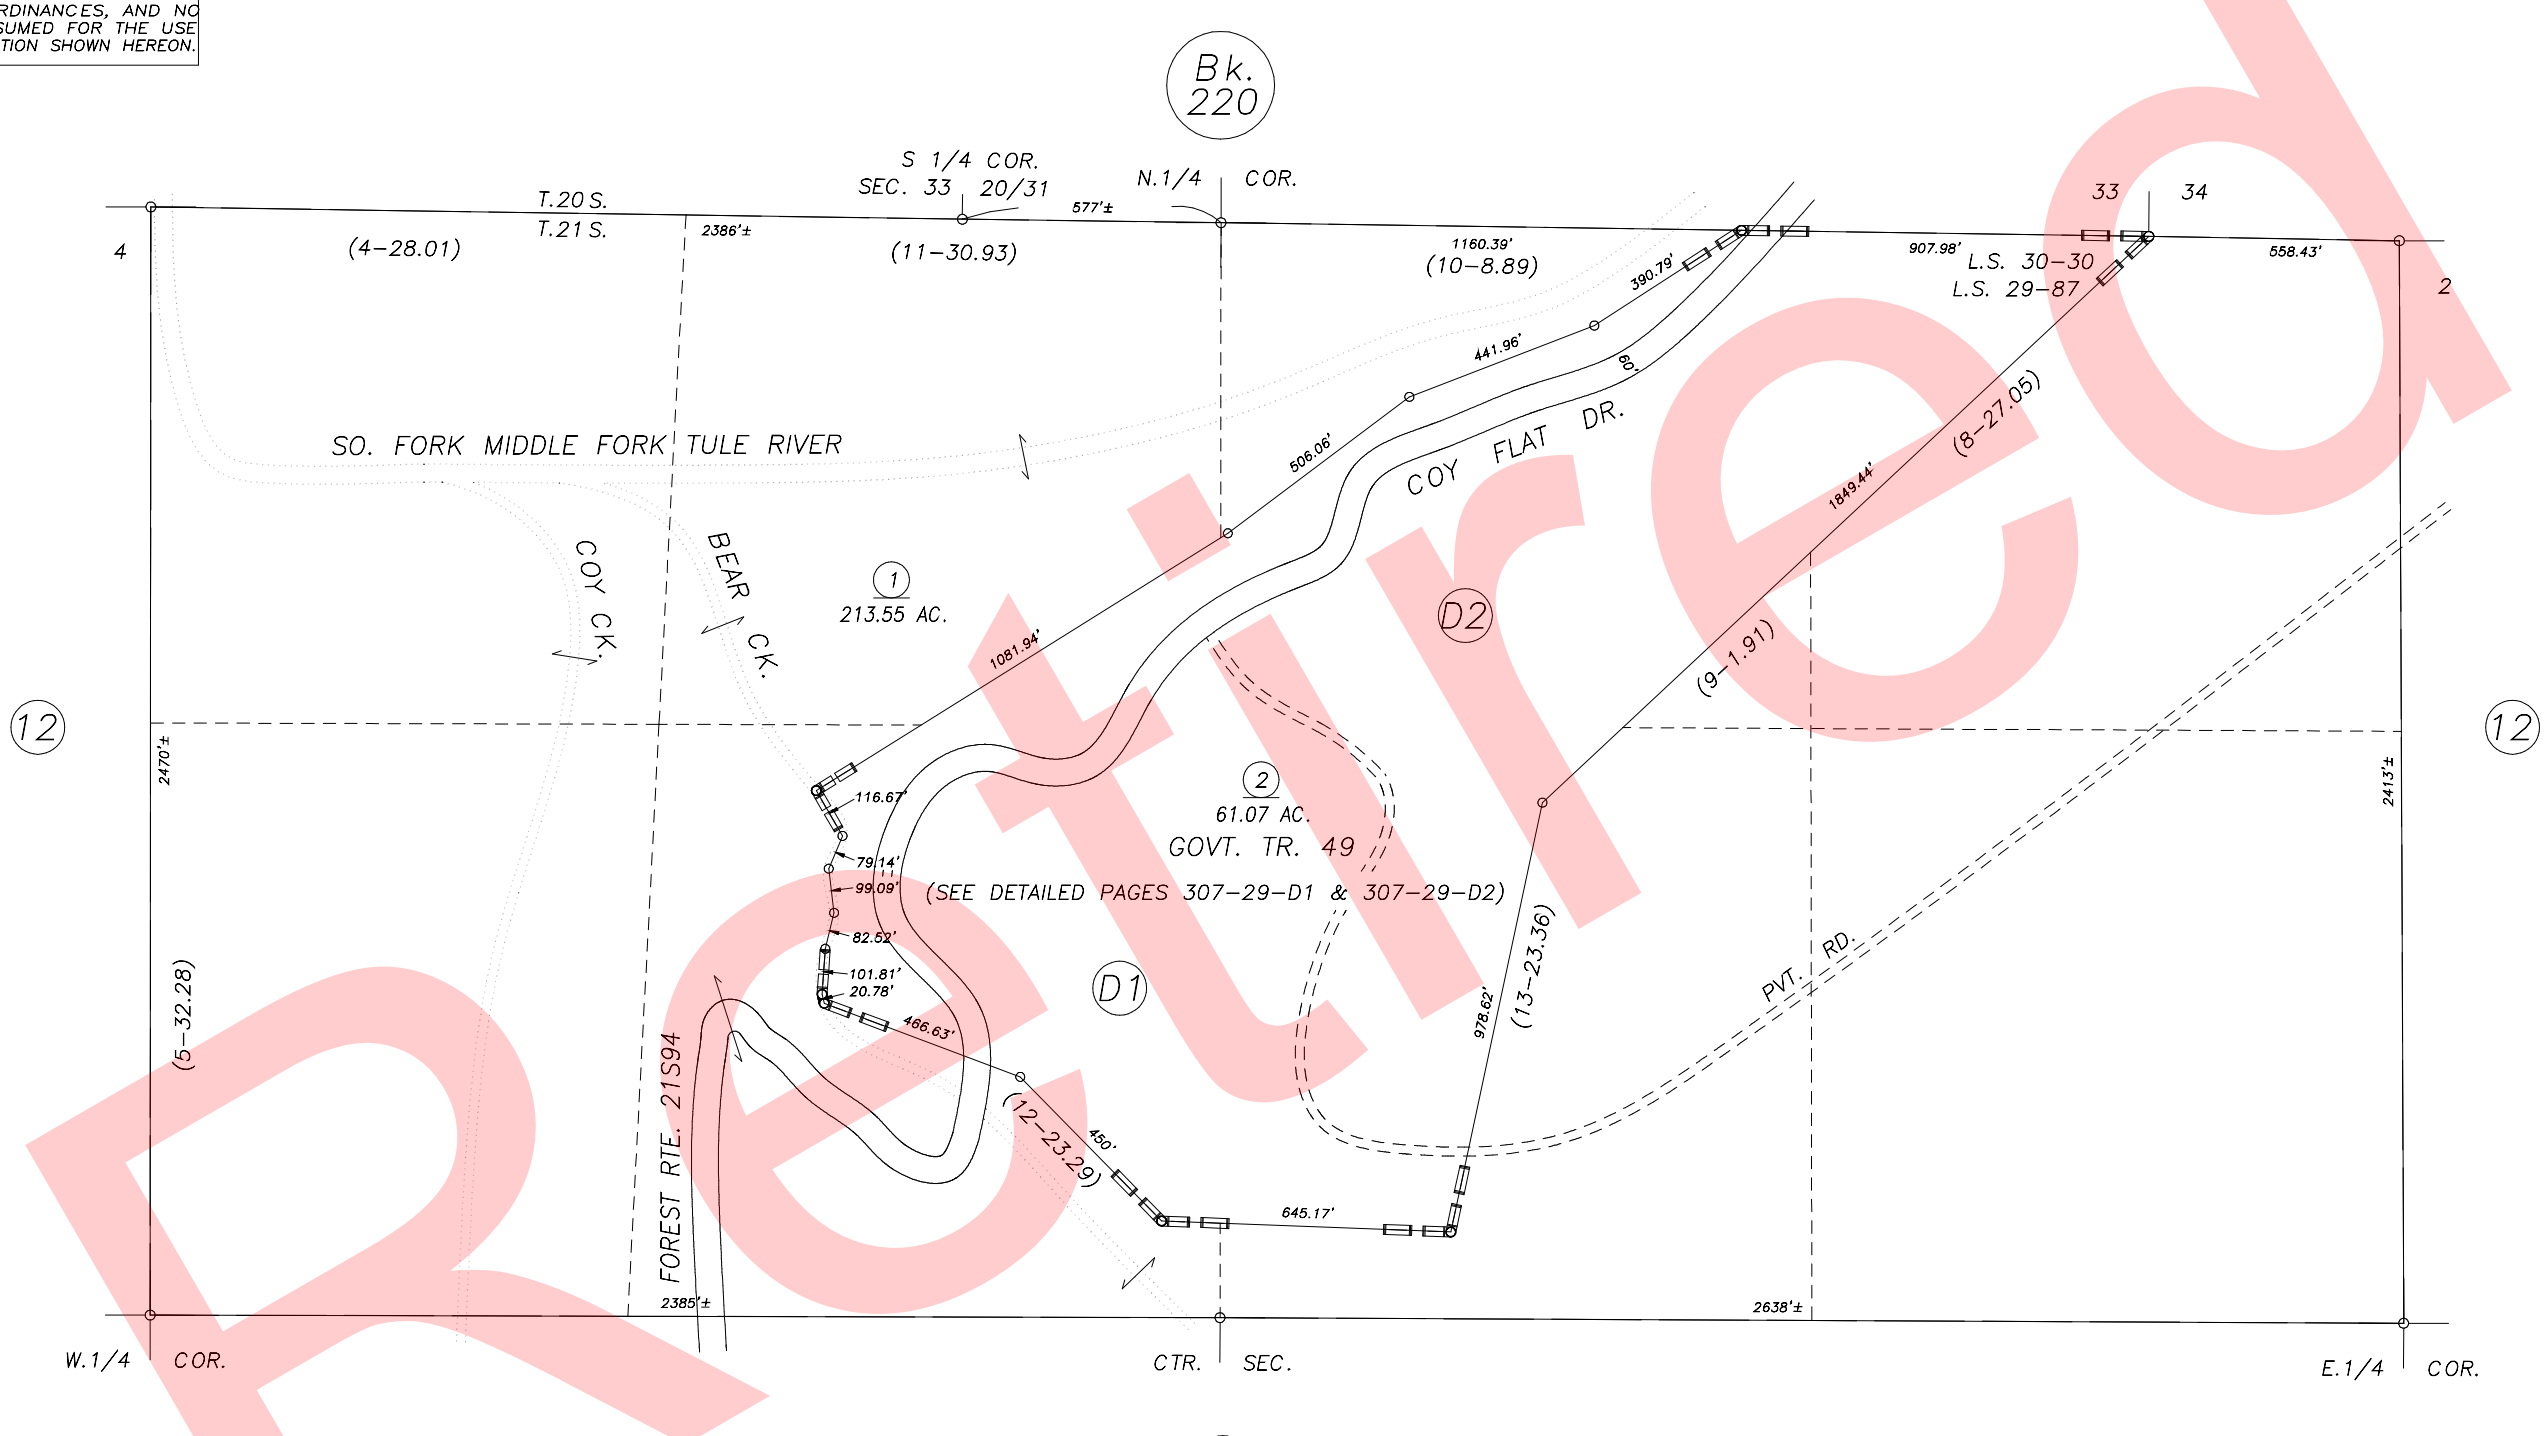 RDINANCES, AND NO
SUMED FOR THE USE
TION SHOWN HEREON.
Bk.
220
S 1/4 COR.
SEC. 33 20/31
N.1/4 COR.
33 34
T.20 S.
T.21 S.
577'±
2386'±
4
(4-28.01)
(11-30.93)
1160.39'
(10-8.89)
390.79'
907.98'
L.S. 30-30
L.S. 29-87
558.43'
2
441.96'
60'
COY FLAT DR.
506.06'
(8-27.05)
1849.44'
SO. FORK MIDDLE FORK TULE RIVER
COY CK.
BEAR CK.
1
213.55 AC.
D2
1081.94'
(9-1.91)
12
12
2470'±
2413'±
116.67'
79.14'
99.09'
82.52'
101.81'
20.78'
466.63'
2
61.07 AC.
GOVT. TR. 49
(SEE DETAILED PAGES 307-29-D1 & 307-29-D2)
D1
(13-23.36)
978.62'
PVT. RD.
(5-32.28)
FOREST RTE. 21S94
(12-23.29)
450'
645.17'
2385'±
2638'±
W.1/4 COR.
CTR. SEC.
E.1/4 COR.
Retired